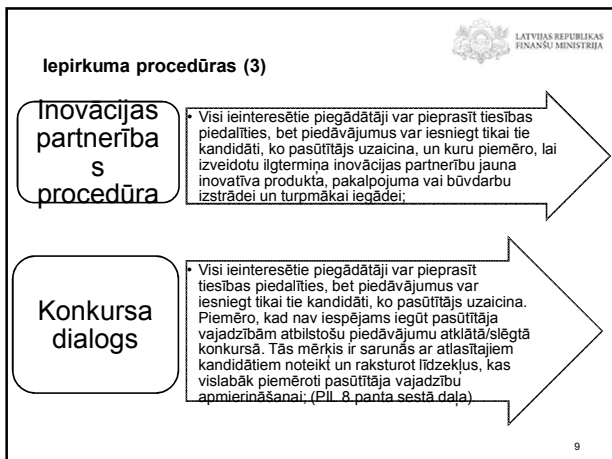 LATVIJAS REPUBLIKAS
FINANŠU MINISTRIJA
Iepirkuma procedūras (3)
Inovācijas
partnerība
s
procedūra
• Visi ieinteresētie piegādātāji var pieprasīt tiesības
piedalīties, bet piedāvājumus var iesniegt tikai tie
kandidāti, ko pasūtītājs uzaicina, un kuru piemēro, lai
izveidotu ilgtermiņa inovācijas partnerību jauna
inovatīva produkta, pakalpojuma vai būvdarbu
izstrādei un turpmākai iegādei;
Konkursa
dialogs
• Visi ieinteresētie piegādātāji var pieprasīt
tiesības piedalīties, bet piedāvājumus var
iesniegt tikai tie kandidāti, ko pasūtītājs uzaicina.
Piemēro, kad nav iespējams iegūt pasūtītāja
vajadzībām atbilstošu piedāvājumu atklātā/slēgtā
konkursā. Tās mērķis ir sarunās ar atlasītajiem
kandidātiem noteikt un raksturot līdzekļus, kas
vislabāk piemēroti pasūtītāja vajadzību
apmierināšanai; (PIL 8.panta sestā daļa)
9